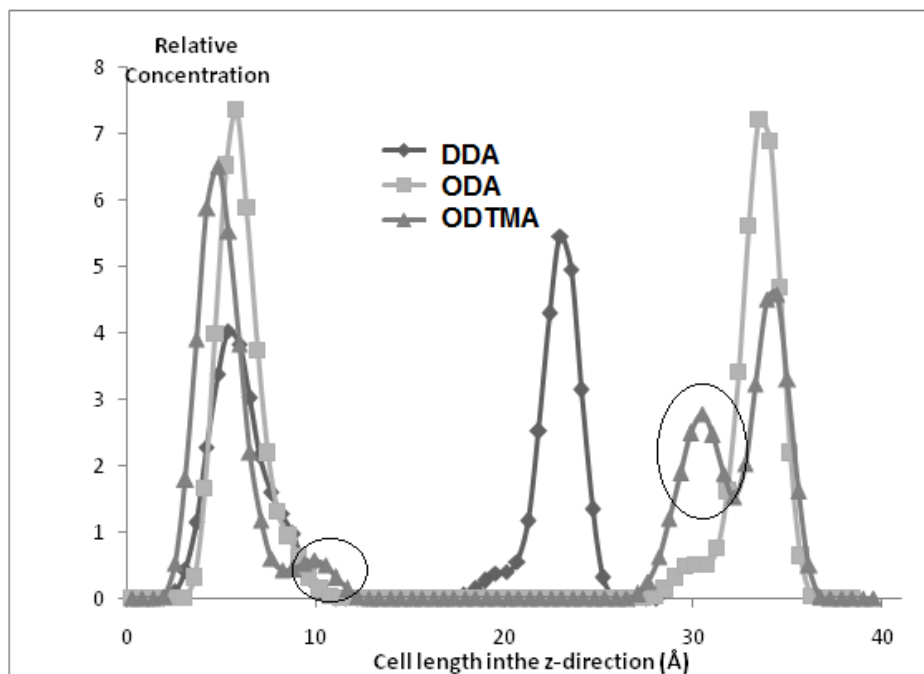 Relative
Concentration
8
7
6
5
4
3
2
1
0
DDA
ODA
ODTMA
0 10 20 30 40
Cell length inthe z-direction (Å)